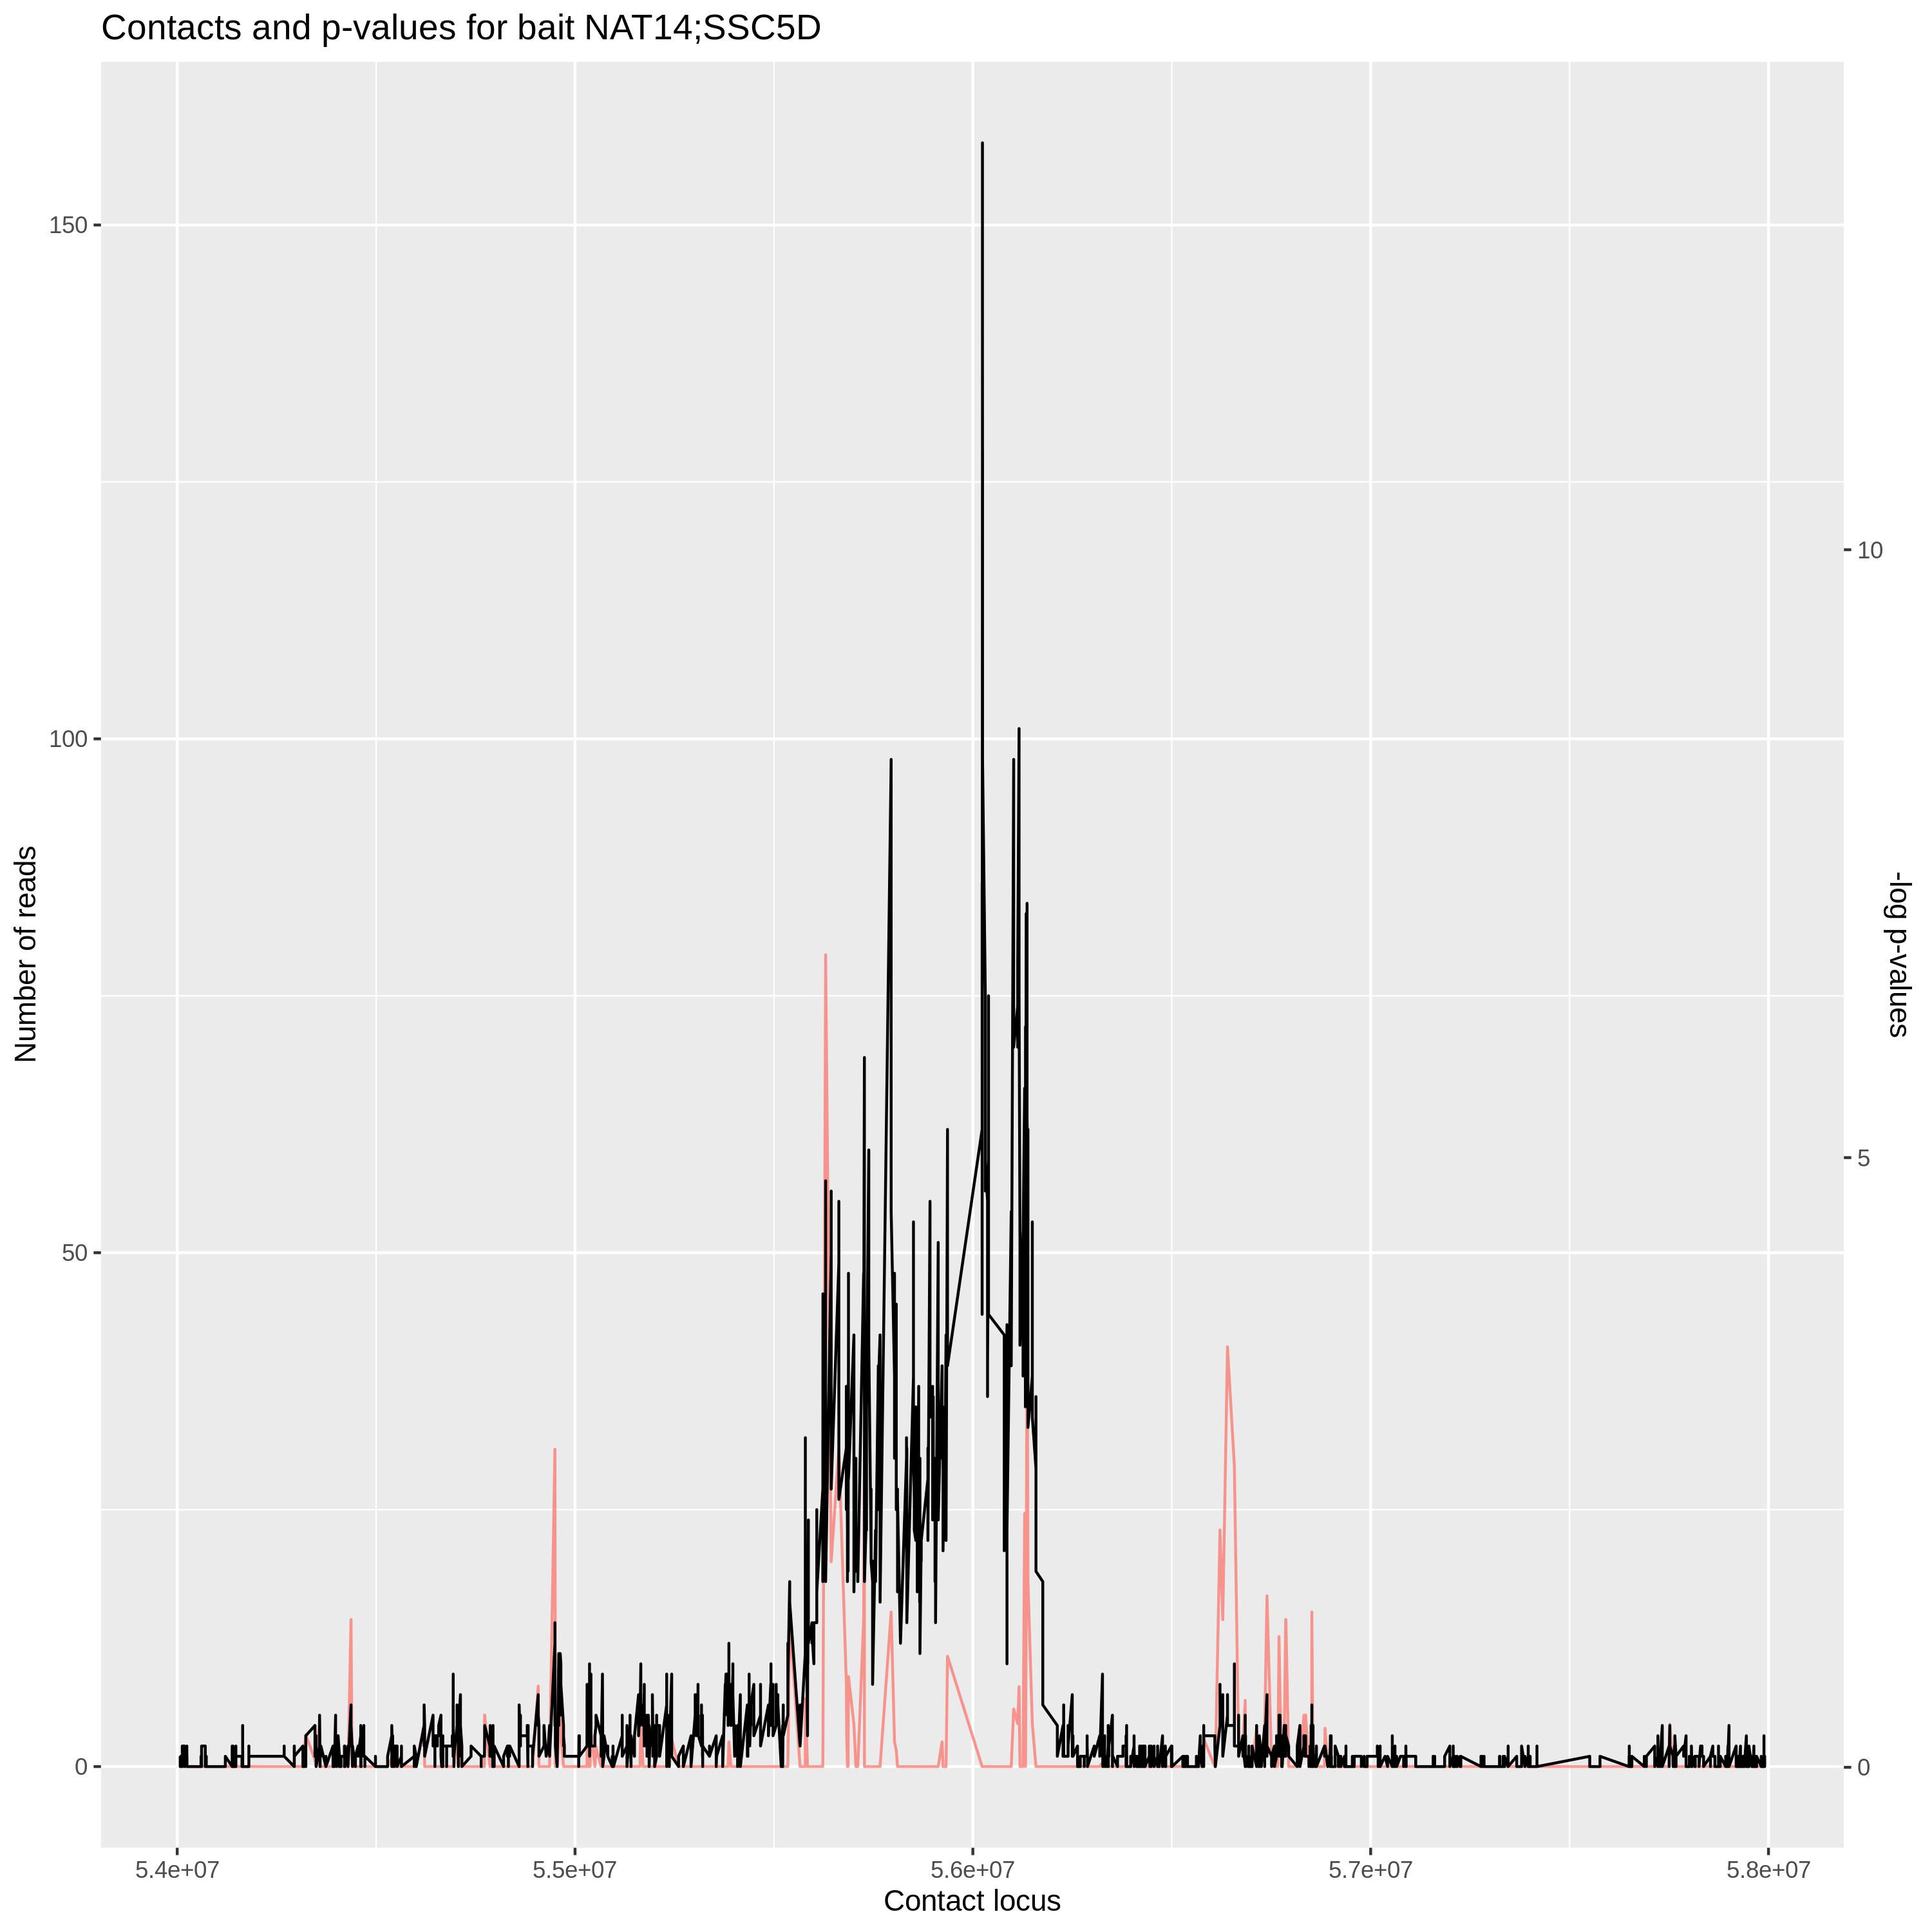 Contacts and p-values for bait NAT14;SSC5D
150
100
50
0
Number of reads
10
5
0
-log p-values
5.4e+07
5.5e+07
5.6e+07
5.7e+07
5.8e+07
Contact locus